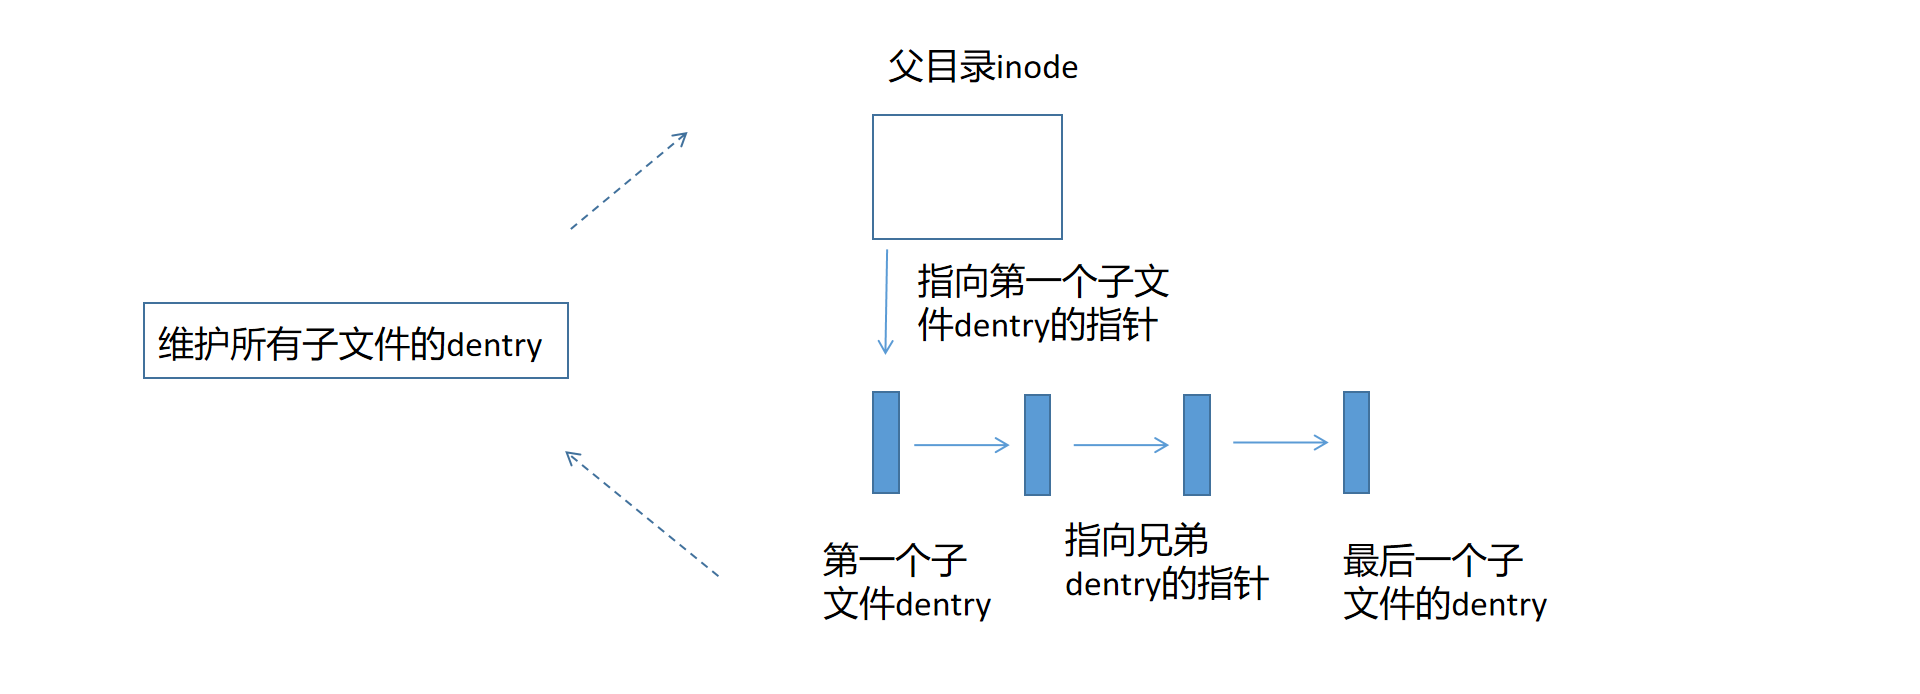 父目录inode
指向第一个子文
件dentry的指针
维护所有子文件的dentry
第一个子
文件dentry
指向兄弟
dentry的指针
最后一个子
文件的dentry